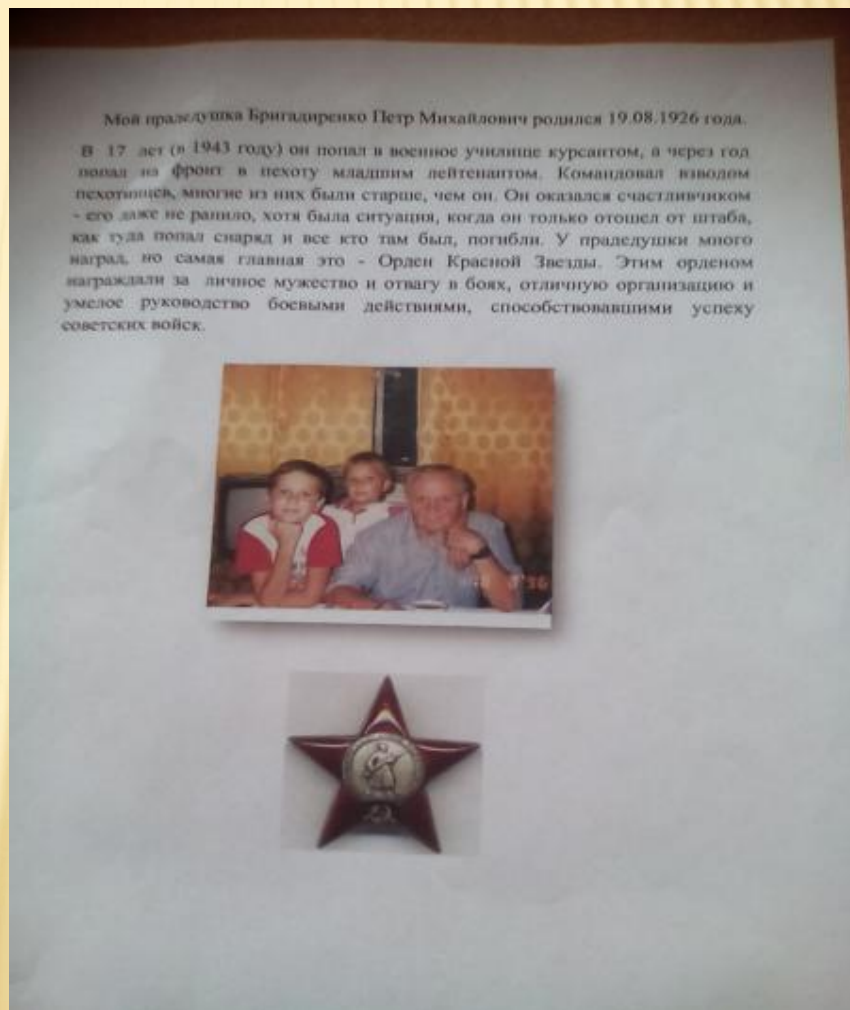 Мой прадедушка Бригадиренко Петр Михайлович родился 19.08.1926 года.
В 17 лет (в 1943 году) он попал в военное училище курсантом, а через год
попал на фронт в пехоту младшим лейтенантом. Командовал взводом
пехотинцев, многие из них были старше, чем он. Он оказался счастливчиком
- его даже не ранило, хотя была ситуация, когда он только отошел от штаба,
как туда попал снаряд и все кто там был, погибли. У прадедушки много
наград, но самая главная это - Орден Красной Звезды. Этим орденом
награждали за личное мужество и отвагу в боях, отличную организацию и
умелое руководство боевыми действиями, способствовавшими успеху
советских войск.